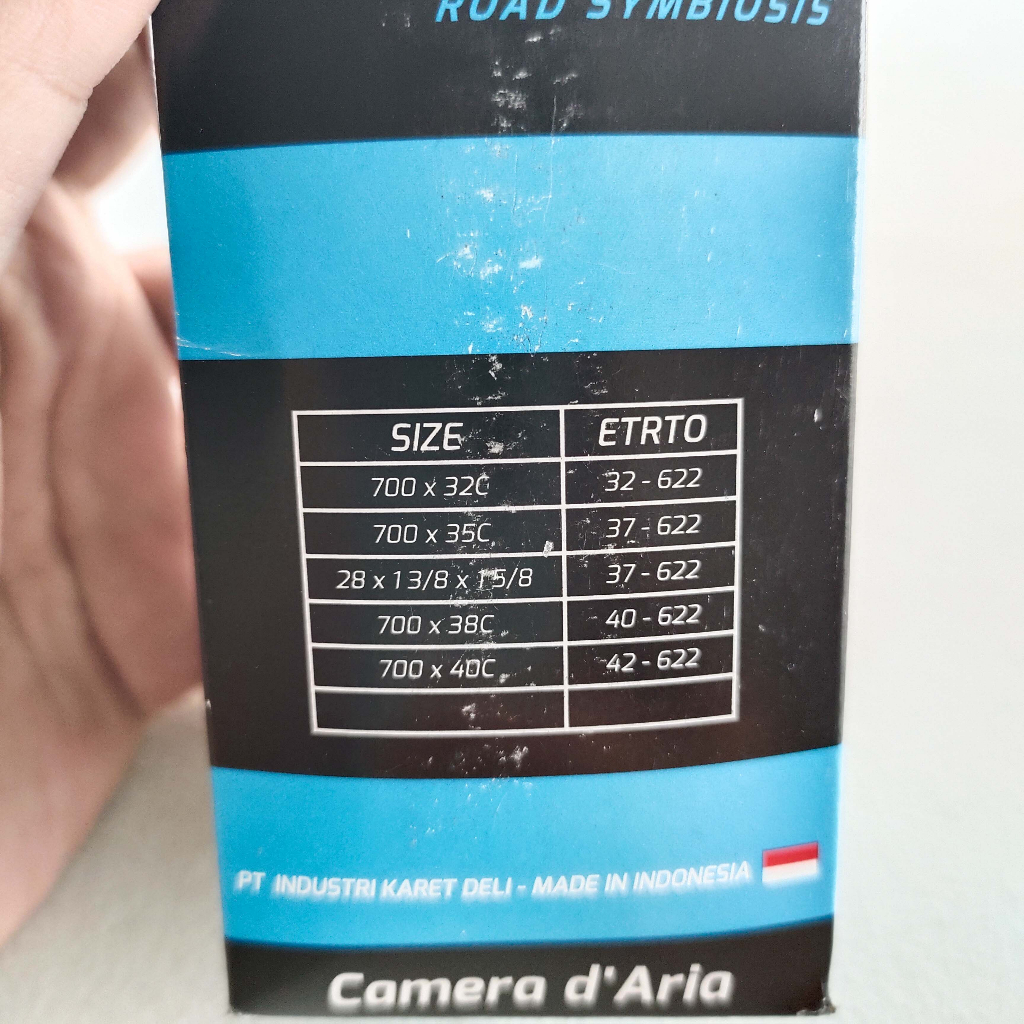 ROAD SYMBIOSIS
SIZE ETRTO
700 x 32C 32 - 622
700 x 35C 37 - 622
28 x 1 3/8 x 1 5/8 37 - 622
700 x 38C 40 - 622
700 x 40C 42 - 622
PT INDUSTRI KARET DELI - MADE IN INDONESIA
Camera d'Aria